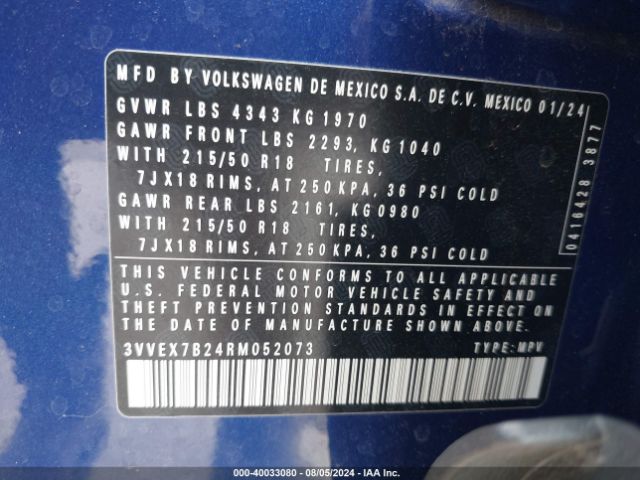 MFD BY VOLKSWAGEN DE MEXICO S.A. DE C.V. MEXICO 01/24
GVWR LBS 4343 KG 1970
GAWR FRONT LBS 2293, KG 1040
WITH 215/50 R18 TIRES,
7JX18 RIMS, AT 250 KPA, 36 PSI COLD
GAWR REAR LBS 2161, KG 0980
WITH 215/50 R18 TIRES,
7JX18 RIMS, AT 250 KPA, 36 PSI COLD
THIS VEHICLE CONFORMS TO ALL APPLICABLE
U.S. FEDERAL MOTOR VEHICLE SAFETY AND
THEFT PREVENTION STANDARDS IN EFFECT ON THE
DATE OF MANUFACTURE SHOWN ABOVE.
3VVEX7B24RM052073 TYPE: MPV
0416428 3877
000-40033080 - 08/05/2024 - IAA Inc.